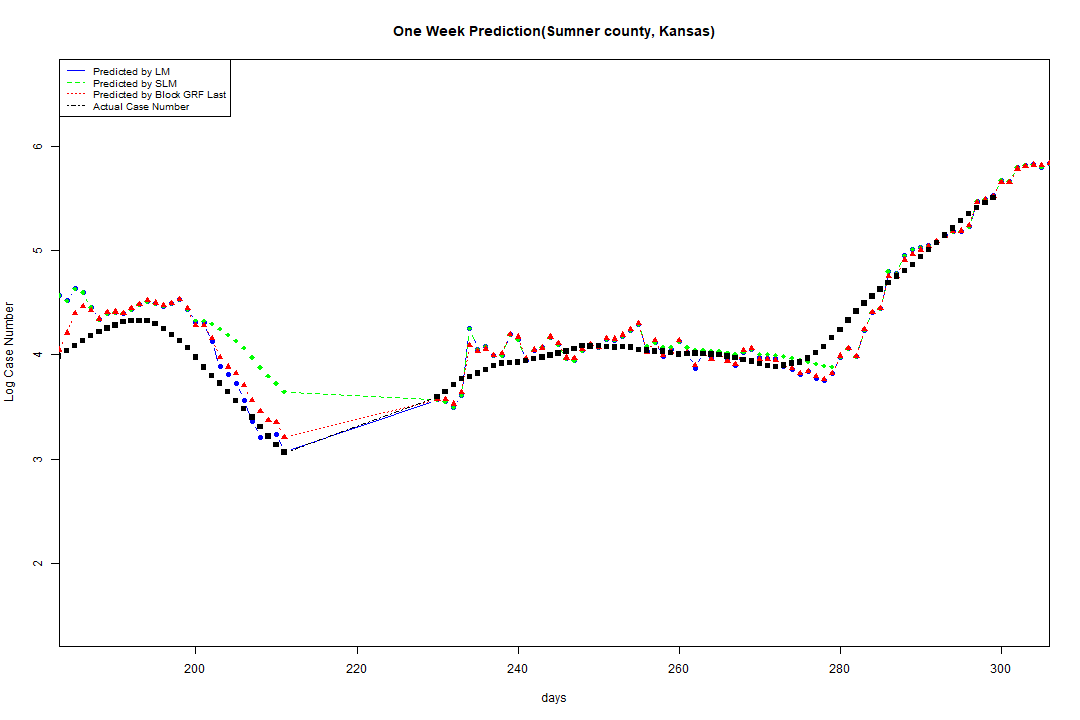 One Week Prediction(Sumner county, Kansas)
Predicted by LM
Predicted by SLM
Predicted by Block GRF Last
Actual Case Number
Log Case Number
6
5
4
3
2
200
220
240
260
280
300
days